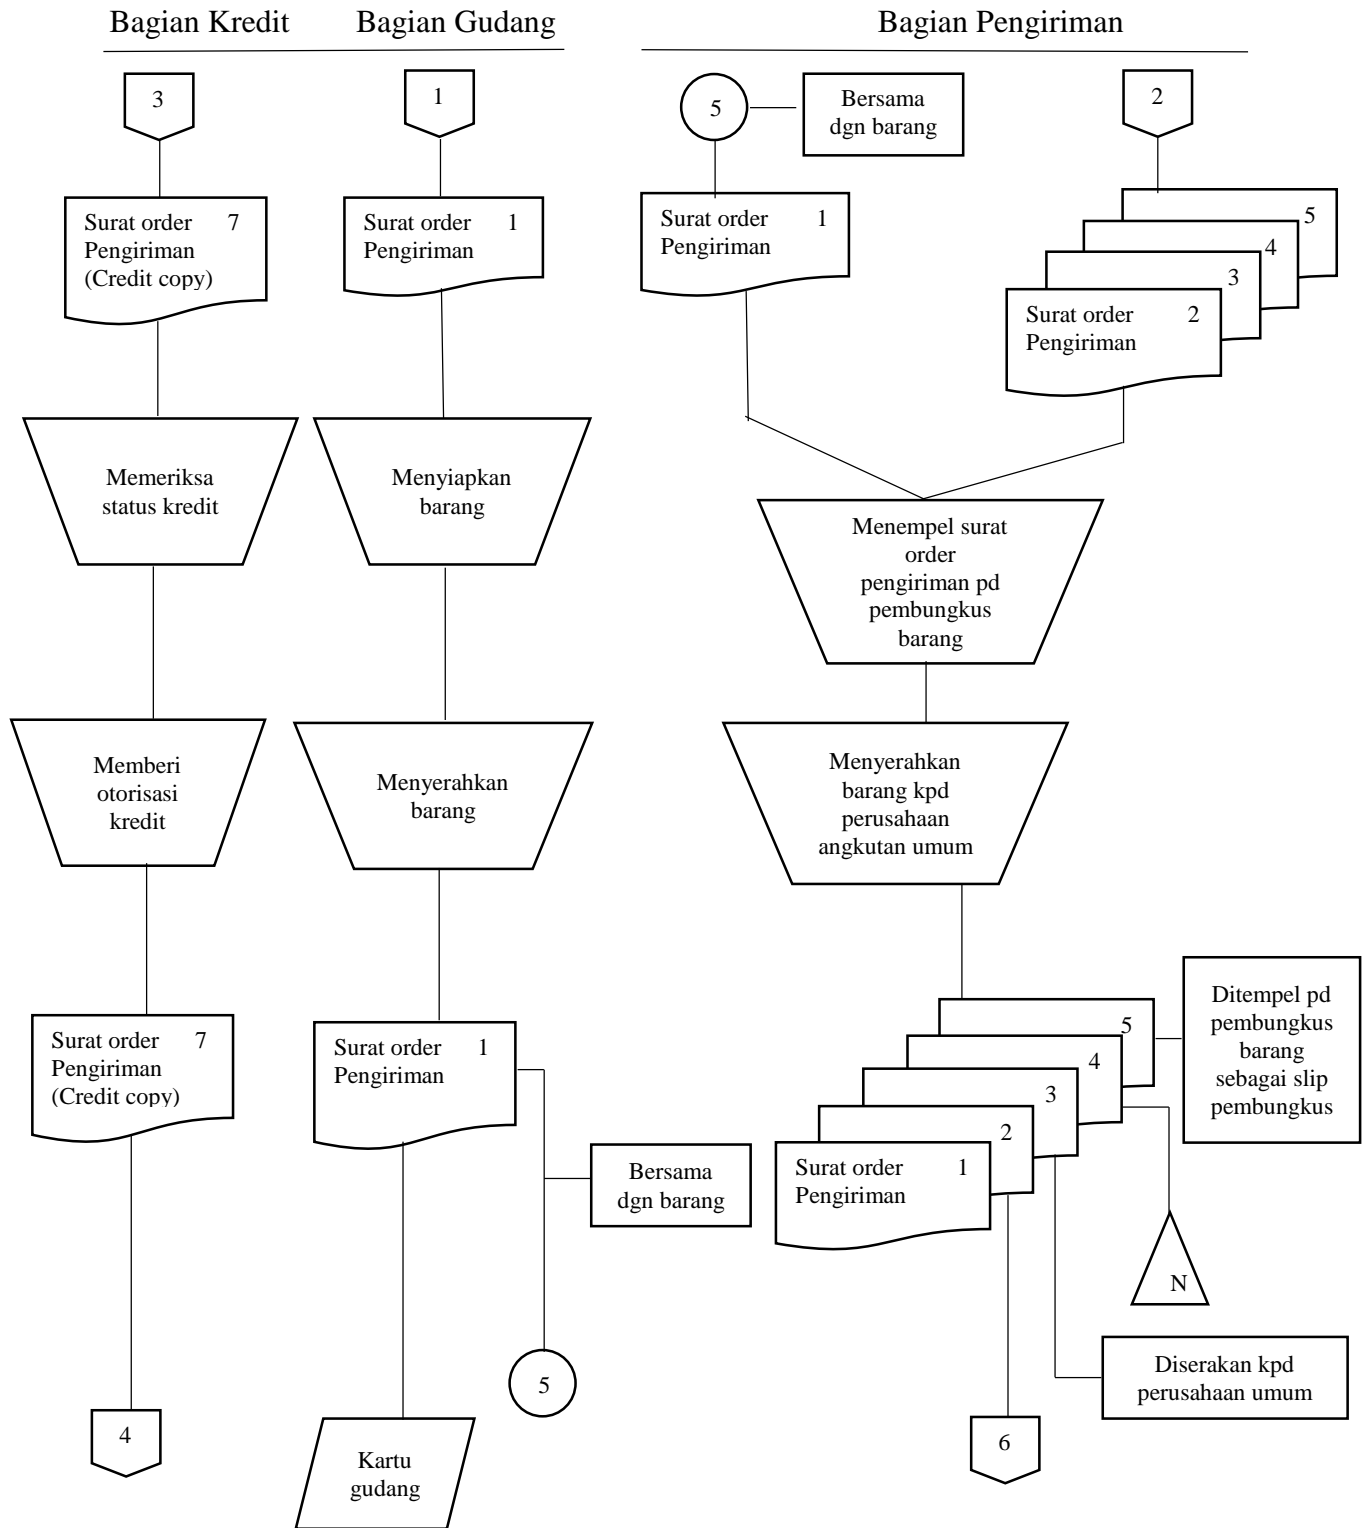 Bagian Kredit
Bagian Gudang
Bagian Pengiriman
3
1
5
Bersama
dgn barang
2
Surat order 7
Pengiriman
(Credit copy)
Surat order 1
Pengiriman
Surat order 1
Pengiriman
5
4
3
Surat order 2
Pengiriman
Memeriksa
status kredit
Menyiapkan
barang
Menempel surat
order
pengiriman pd
pembungkus
barang
Memberi
otorisasi
kredit
Menyerahkan
barang
Menyerahkan
barang kpd
perusahaan
angkutan umum
Surat order 7
Pengiriman
(Credit copy)
Surat order 1
Pengiriman
5
4
3
2
Surat order 1
Pengiriman
Ditempel pd
pembungkus
barang
sebagai slip
pembungkus
Bersama
dgn barang
N
5
Diserakan kpd
perusahaan umum
4
Kartu
gudang
6